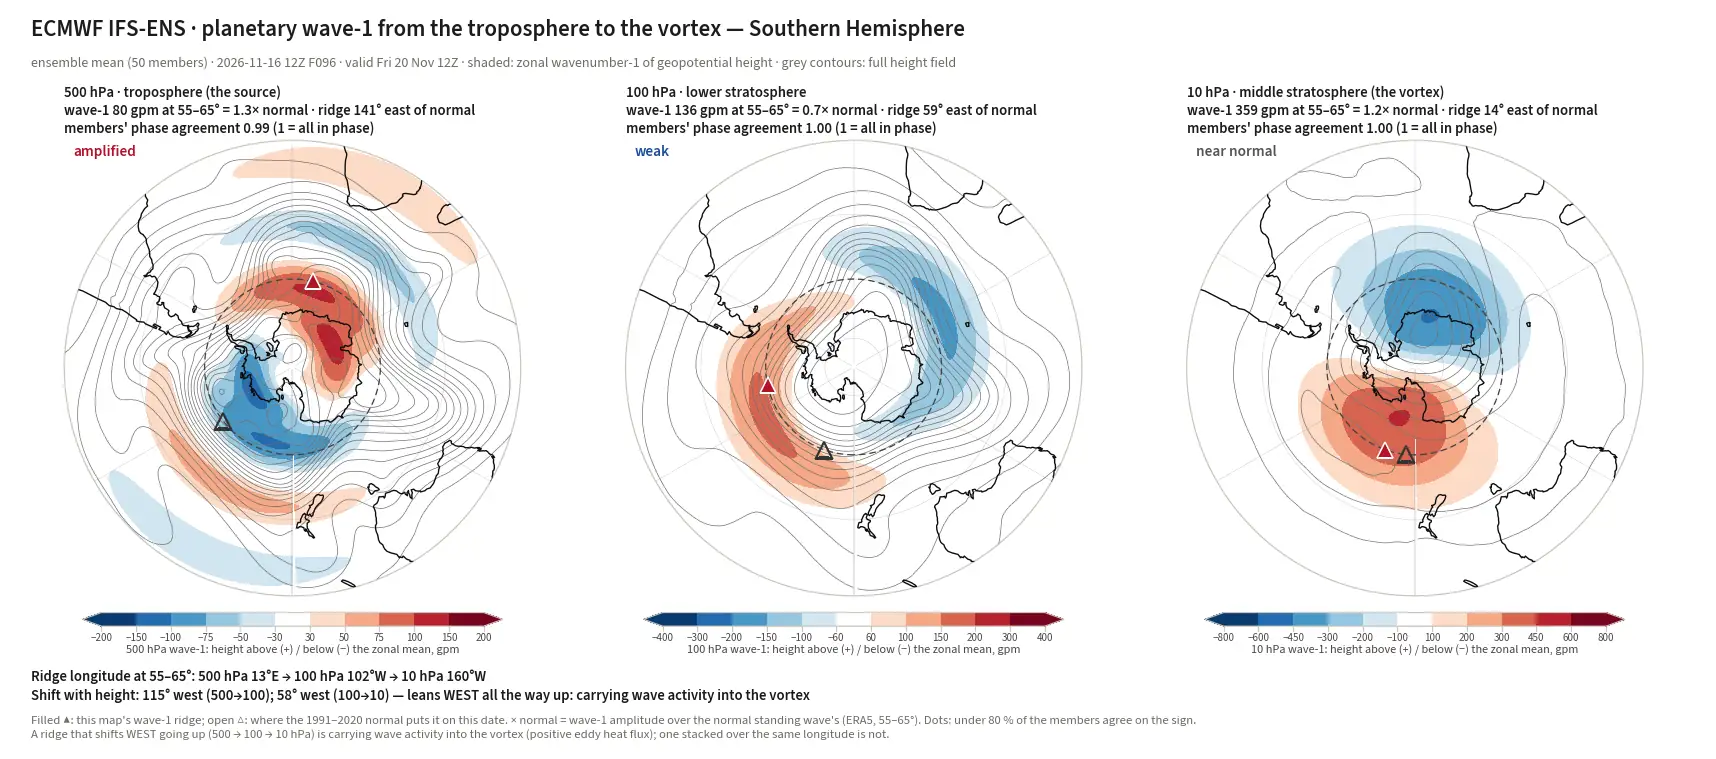 ECMWF IFS-ENS · planetary wave-1 from the troposphere to the vortex — Southern Hemisphere
ensemble mean (50 members) · 2026-11-16 12Z F096 · valid Fri 20 Nov 12Z · shaded: zonal wavenumber-1 of geopotential height · grey contours: full height field
500 hPa · troposphere (the source)
wave-1 80 gpm at 55–65° = 1.3× normal · ridge 141° east of normal
members' phase agreement 0.99 (1 = all in phase)
amplified
100 hPa · lower stratosphere
wave-1 136 gpm at 55–65° = 0.7× normal · ridge 59° east of normal
members' phase agreement 1.00 (1 = all in phase)
weak
10 hPa · middle stratosphere (the vortex)
wave-1 359 gpm at 55–65° = 1.2× normal · ridge 14° east of normal
members' phase agreement 1.00 (1 = all in phase)
near normal
−200 −150 −100 −75 −50 −30 30 50 75 100 150 200
500 hPa wave-1: height above (+) / below (−) the zonal mean, gpm
−400 −300 −200 −150 −100 −60 60 100 150 200 300 400
100 hPa wave-1: height above (+) / below (−) the zonal mean, gpm
−800 −600 −450 −300 −200 −100 100 200 300 450 600 800
10 hPa wave-1: height above (+) / below (−) the zonal mean, gpm
Ridge longitude at 55–65°: 500 hPa 13°E → 100 hPa 102°W → 10 hPa 160°W
Shift with height: 115° west (500→100); 58° west (100→10) — leans WEST all the way up: carrying wave activity into the vortex
Filled ▲: this map's wave-1 ridge; open △: where the 1991–2020 normal puts it on this date. × normal = wave-1 amplitude over the normal standing wave's (ERA5, 55–65°). Dots: under 80 % of the members agree on the sign.
A ridge that shifts WEST going up (500 → 100 → 10 hPa) is carrying wave activity into the vortex (positive eddy heat flux); one stacked over the same longitude is not.